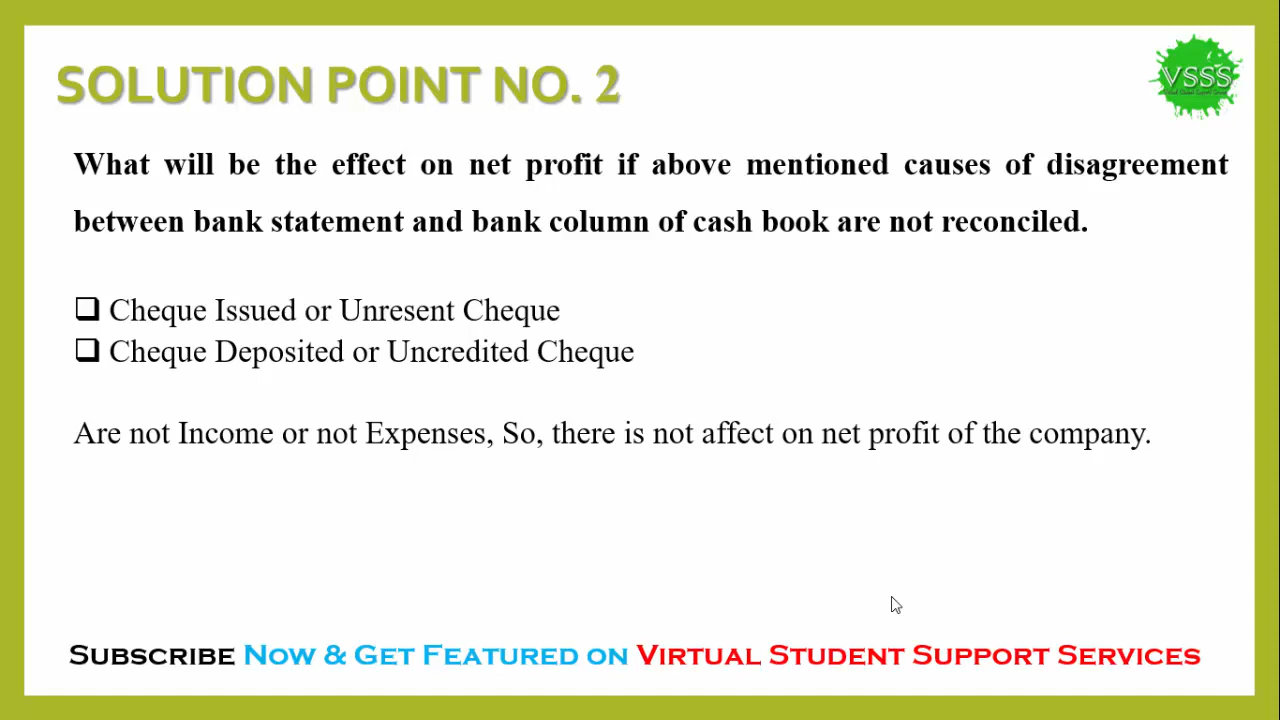 SOLUTION POINT NO. 2
VSSS
What will be the effect on net profit if above mentioned causes of disagreement
between bank statement and bank column of cash book are not reconciled.
Cheque Issued or Unresent Cheque
Cheque Deposited or Uncredited Cheque
Are not Income or not Expenses, So, there is not affect on net profit of the company.
SUBSCRIBE NOW & GET FEATURED ON VIRTUAL STUDENT SUPPORT SERVICES